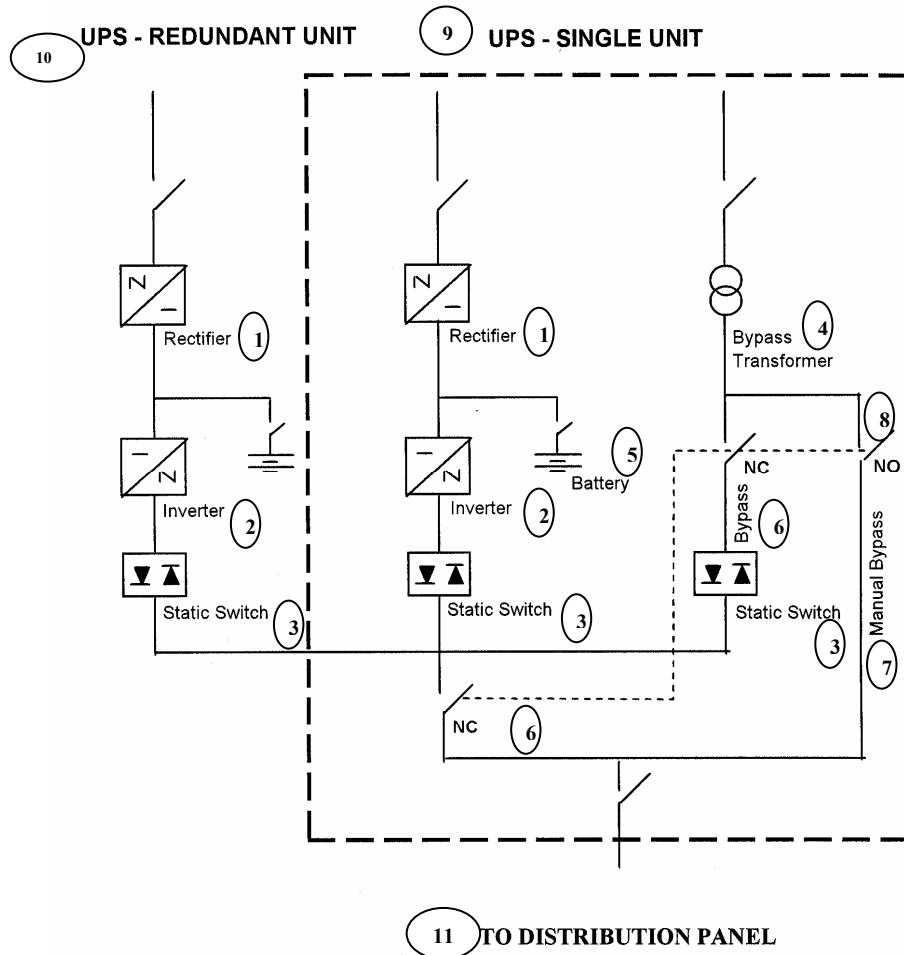 10 UPS - REDUNDANT UNIT
9 UPS - SINGLE UNIT
Rectifier 1
Rectifier 1
Bypass
Transformer
4
8
Inverter 2
Inverter 2
5
Battery
NC
NO
Bypass
6
Manual Bypass
7
Static Switch
3
Static Switch 3
Static Switch
3
NC 6
11 TO DISTRIBUTION PANEL